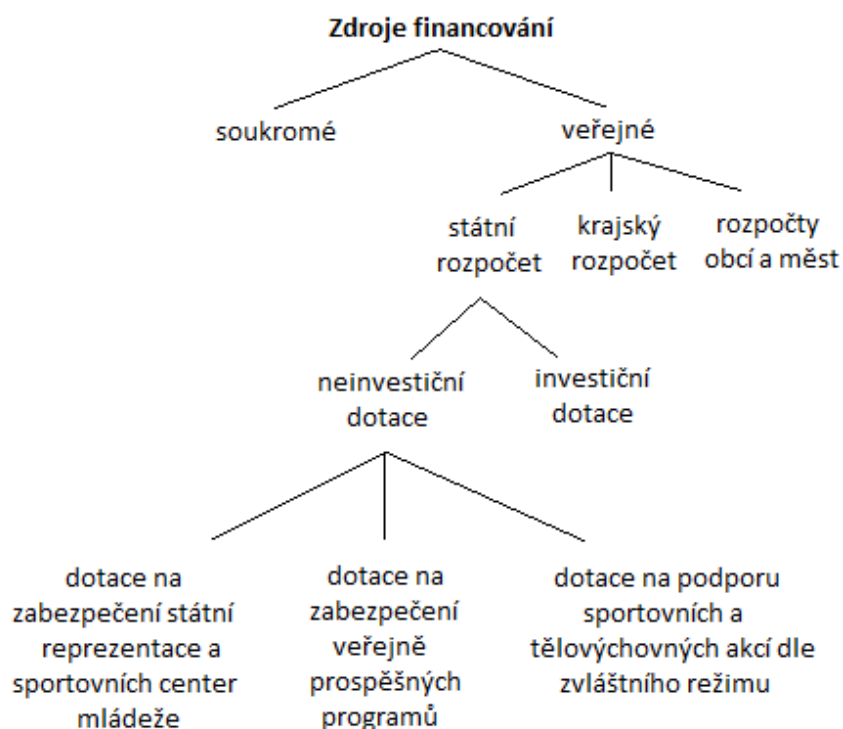 Zdroje financování
soukromé
veřejné
státní
rozpočet
krajský
rozpočet
rozpočty
obcí a měst
neinvestiční
dotace
investiční
dotace
dotace na
zabezpečení státní
reprezentace a
sportovních center
mládeže
dotace na
zabezpečení
veřejně
prospěšných
programů
dotace na podporu
sportovních a
tělovýchovných akcí dle
zvláštního režimu